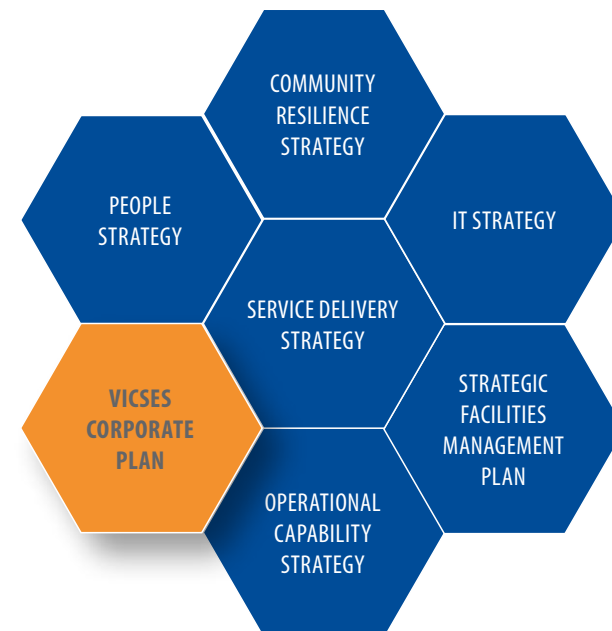 COMMUNITY
RESILIENCE
STRATEGY
PEOPLE
STRATEGY
IT STRATEGY
SERVICE DELIVERY
STRATEGY
VICSES
CORPORATE
PLAN
STRATEGIC
FACILITIES
MANAGEMENT
PLAN
OPERATIONAL
CAPABILITY
STRATEGY